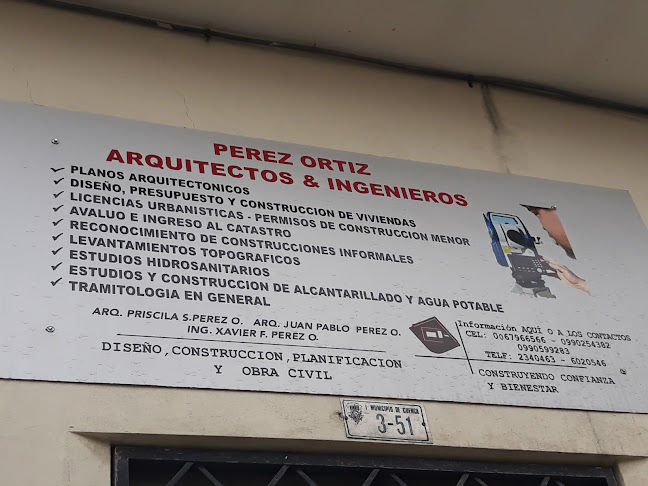 PEREZ ORTIZ
ARQUITECTOS & INGENIEROS
PLANOS ARQUITECTONICOS
DISEÑO, PRESUPUESTO Y CONSTRUCCION DE VIVIENDAS
LICENCIAS URBANISTICAS - PERMISOS DE CONSTRUCCION MENOR
AVALUO E INGRESO AL CATASTRO
RECONOCIMIENTO DE CONSTRUCCIONES INFORMALES
LEVANTAMIENTOS TOPOGRAFICOS
ESTUDIOS HIDROSANITARIOS
ESTUDIOS Y CONSTRUCCION DE ALCANTARILLADO Y AGUA POTABLE
TRAMITOLOGIA EN GENERAL
ARQ. PRISCILA S.PEREZ O. ARQ. JUAN PABLO PEREZ O.
ING. XAVIER F. PEREZ O.
DISEÑO, CONSTRUCCION, PLANIFICACION
Y OBRA CIVIL
Información AQUÍ O A LOS CONTACTOS
CEL: 0067966566 - 0990254382
0990599283
TELF: 2340463 - 6020546
CONSTRUYENDO CONFIANZA
Y BIENESTAR
I MUNICIPIO DE CUENCA
3-51